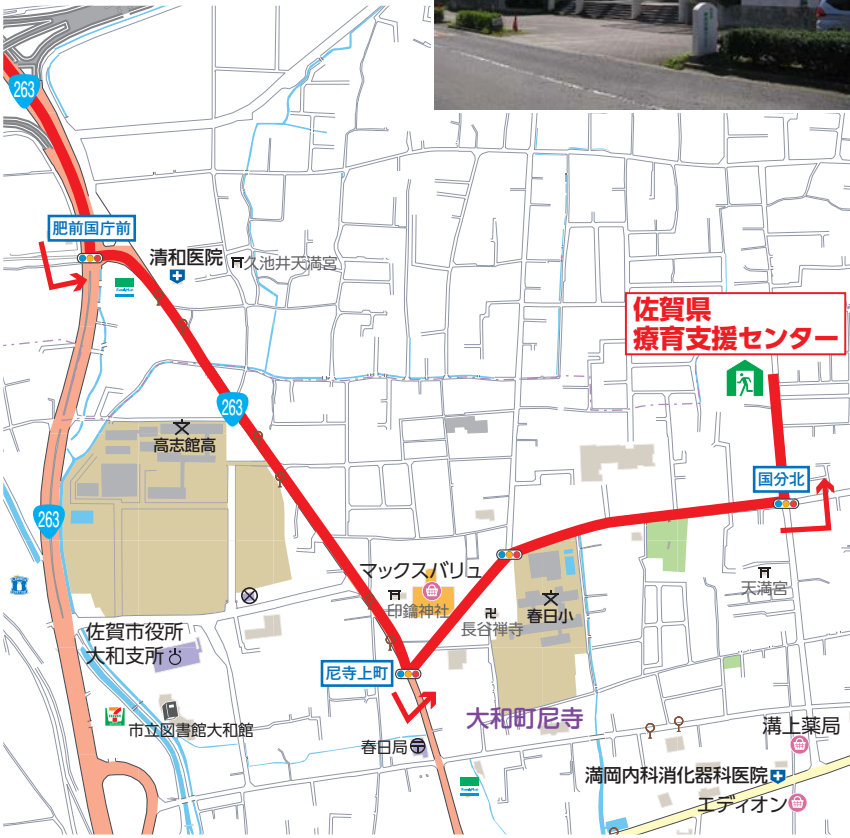 263
肥前国庁前
清和医院
久池井天満宮
FamilyMart
佐賀県
療育支援センター
263
高志館高
国分北
263
マックスバリュ
印鑰神社
長谷禅寺
春日小
天満宮
佐賀市役所
大和支所
尼寺上町
大和町尼寺
市立図書館大和館
春日局
溝上薬局
FamilyMart
満岡内科消化器科医院
エディオン